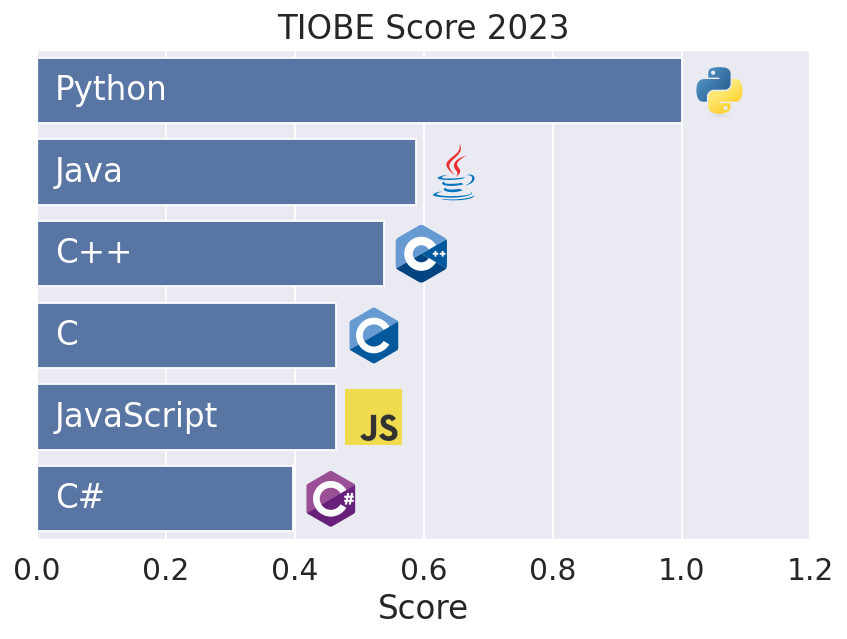 TIOBE Score 2023
Python
Java
C++
C++
C
C
JavaScript
JS
C#
C#
0.0 0.2 0.4 0.6 0.8 1.0 1.2
Score